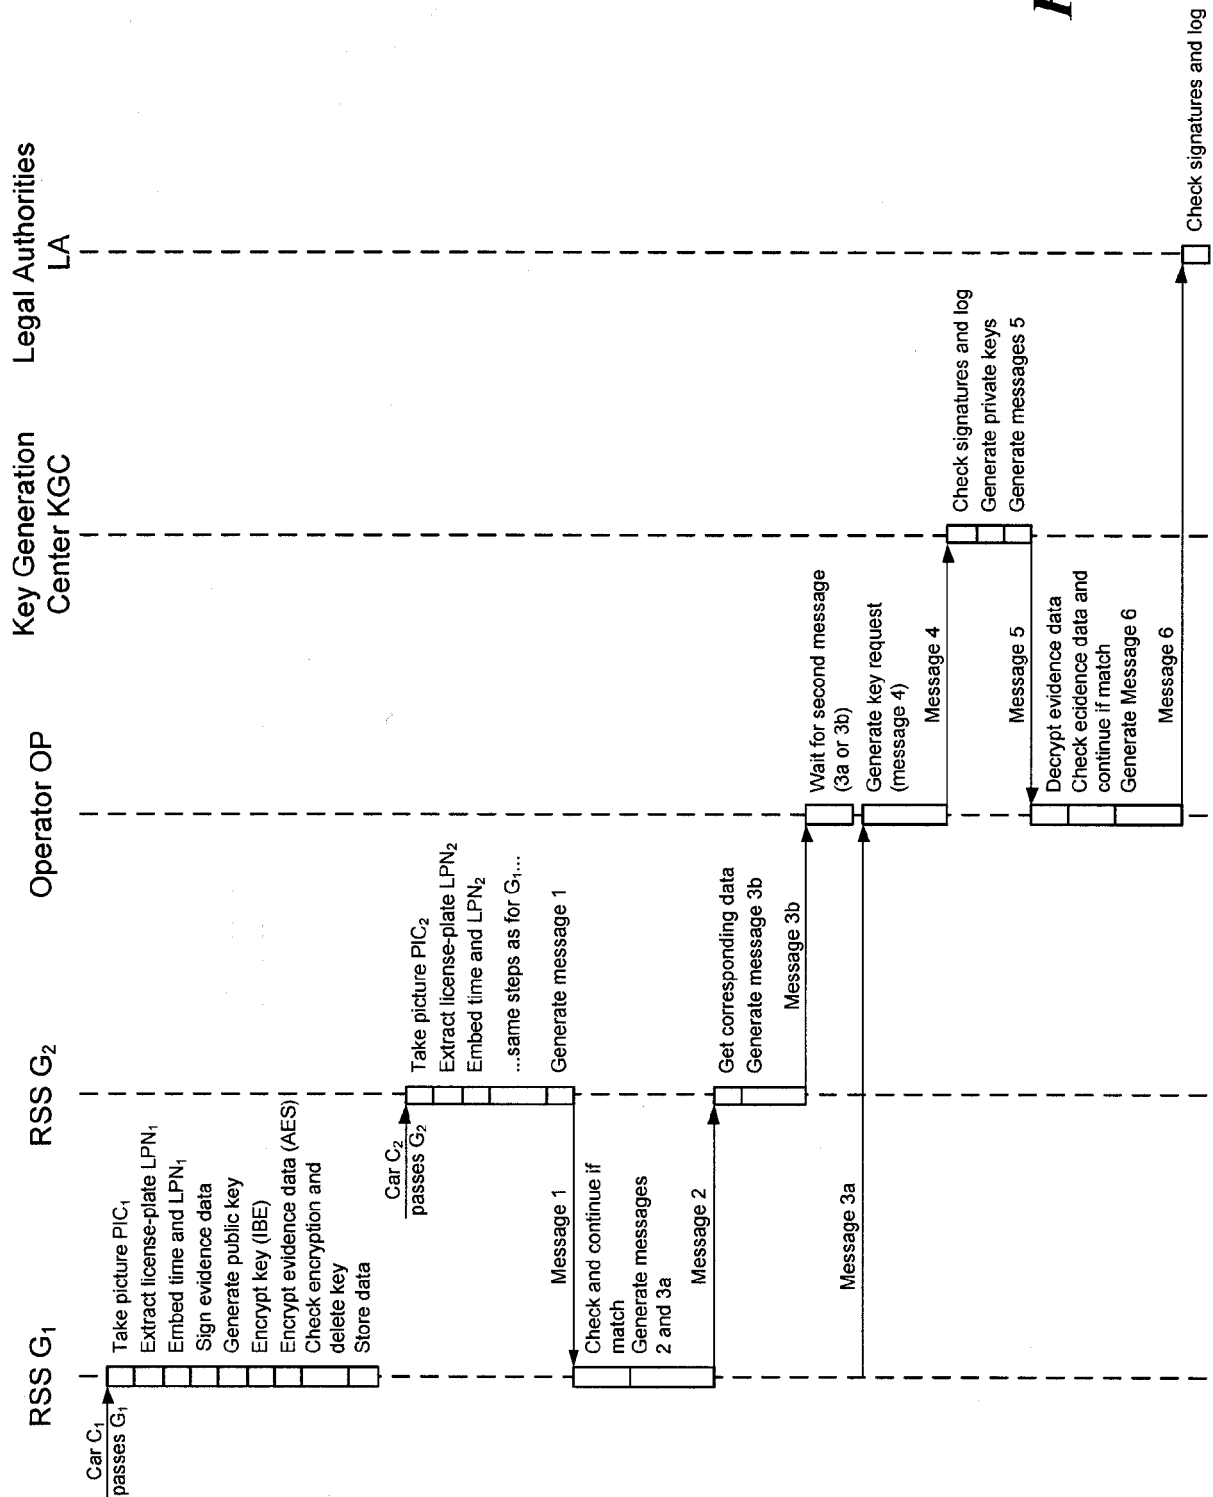 RSS G₁
RSS G₂
Operator OP
Key Generation
Center KGC
Legal Authorities
LA
Car C₁
passes G₁
Take picture PIC₁
Extract license-plate LPN₁
Embed time and LPN₁
Sign evidence data
Generate public key
Encrypt key (IBE)
Encrypt evidence data (AES)
Check encryption and
delete key
Store data
Car C₂
passes G₂
Take picture PIC₂
Extract license-plate LPN₂
Embed time and LPN₂
...same steps as for G₁...
Generate message 1
Message 1
Check and continue if
match
Generate messages
2 and 3a
Message 2
Get corresponding data
Generate message 3b
Message 3b
Wait for second message
(3a or 3b)
Message 3a
Generate key request
(message 4)
Message 4
Check signatures and log
Generate private keys
Generate messages 5
Message 5
Decrypt evidence data
Check ecidence data and
continue if match
Generate Message 6
Message 6
Check signatures and log